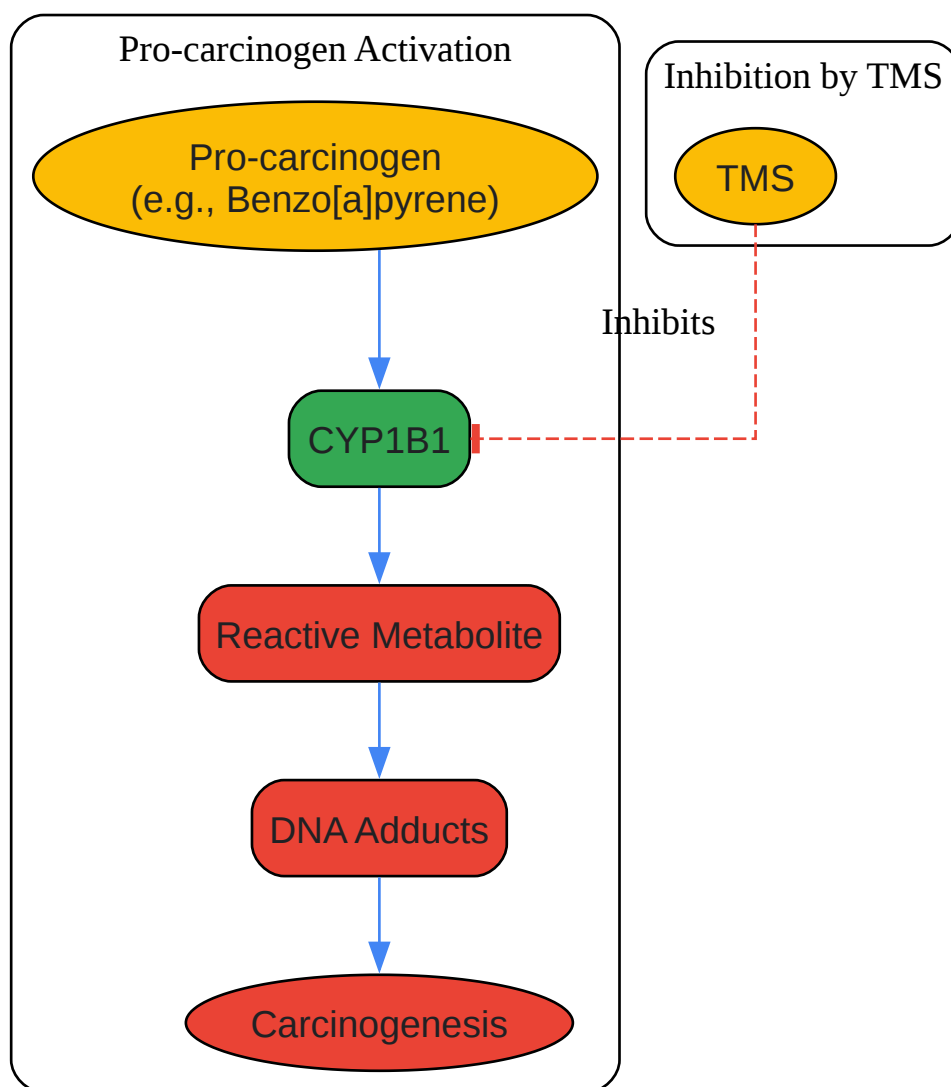 Pro-carcinogen Activation
Inhibition by TMS
Pro-carcinogen
(e.g., Benzo[a]pyrene)
TMS
Inhibits
CYP1B1
Reactive Metabolite
DNA Adducts
Carcinogenesis